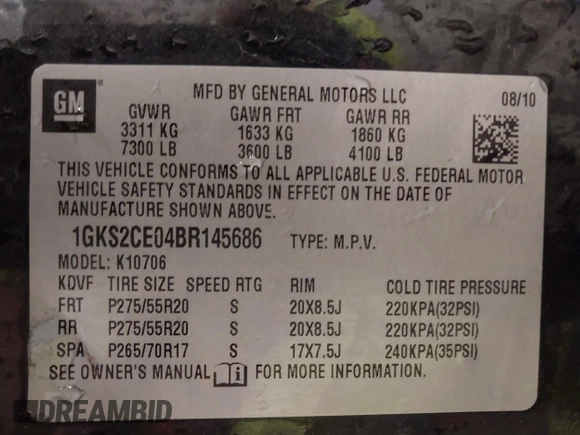 GM
MFD BY GENERAL MOTORS LLC 08/10
GVWR GAWR FRT GAWR RR
3311 KG 1633 KG 1860 KG
7300 LB 3600 LB 4100 LB
THIS VEHICLE CONFORMS TO ALL APPLICABLE U.S. FEDERAL MOTOR
VEHICLE SAFETY STANDARDS IN EFFECT ON THE DATE OF
MANUFACTURE SHOWN ABOVE.
1GKS2CE04BR145686 TYPE: M.P.V.
MODEL: K10706
KDVF TIRE SIZE SPEED RTG RIM COLD TIRE PRESSURE
FRT P275/55R20 S 20X8.5J 220KPA(32PSI)
RR P275/55R20 S 20X8.5J 220KPA(32PSI)
SPA P265/70R17 S 17X7.5J 240KPA(35PSI)
SEE OWNER'S MANUAL FOR MORE INFORMATION.
DREAMBID